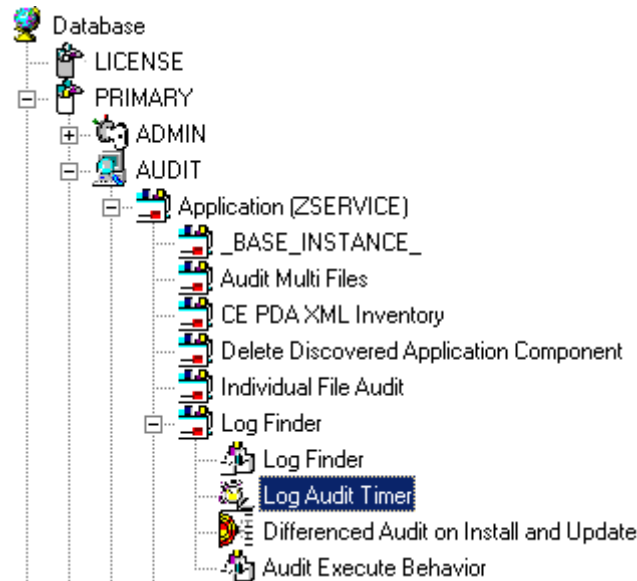 Database
LICENSE
PRIMARY
ADMIN
AUDIT
Application (ZSERVICE)
_BASE_INSTANCE_
Audit Multi Files
CE PDA XML Inventory
Delete Discovered Application Component
Individual File Audit
Log Finder
Log Finder
Log Audit Timer
Differenced Audit on Install and Update
Audit Execute Behavior